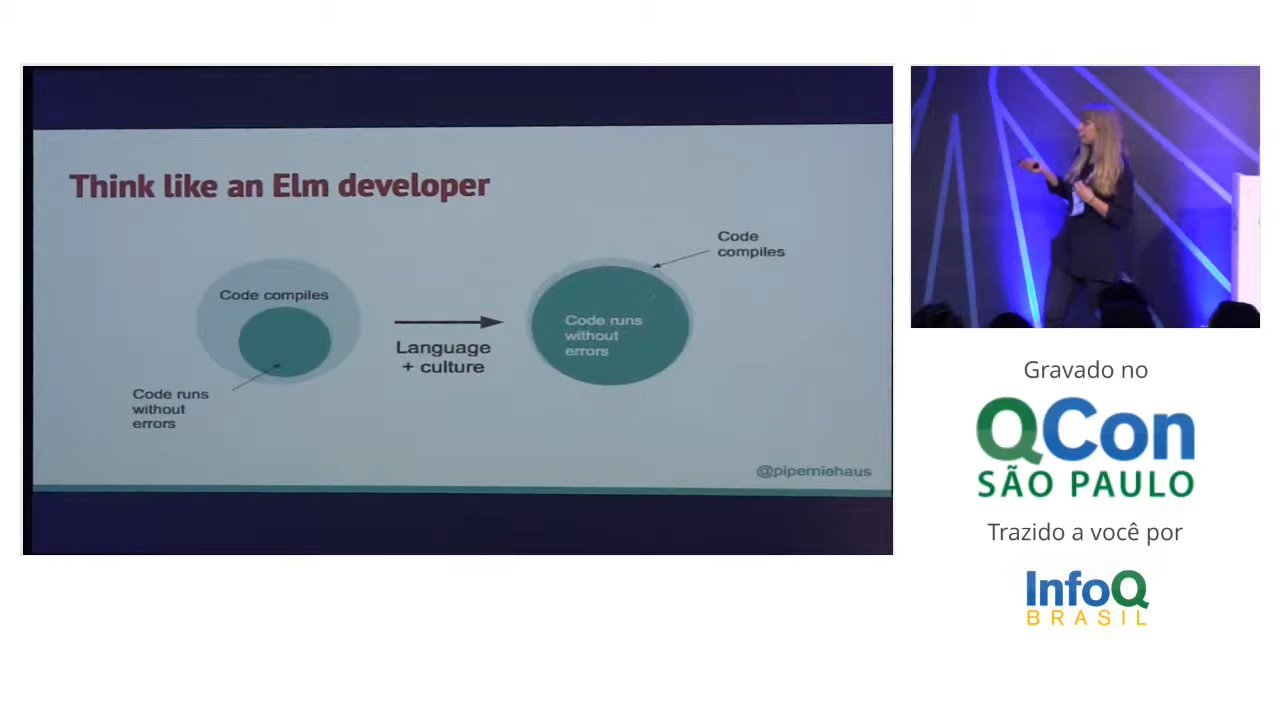 Think like an Elm developer
Code compiles
Code runs
without
errors
Language
+ culture
Code
compiles
Code runs
without
errors
@piperniehaus
Gravado no
QCon
SÃO PAULO
Trazido a você por
InfoQ
BRASIL